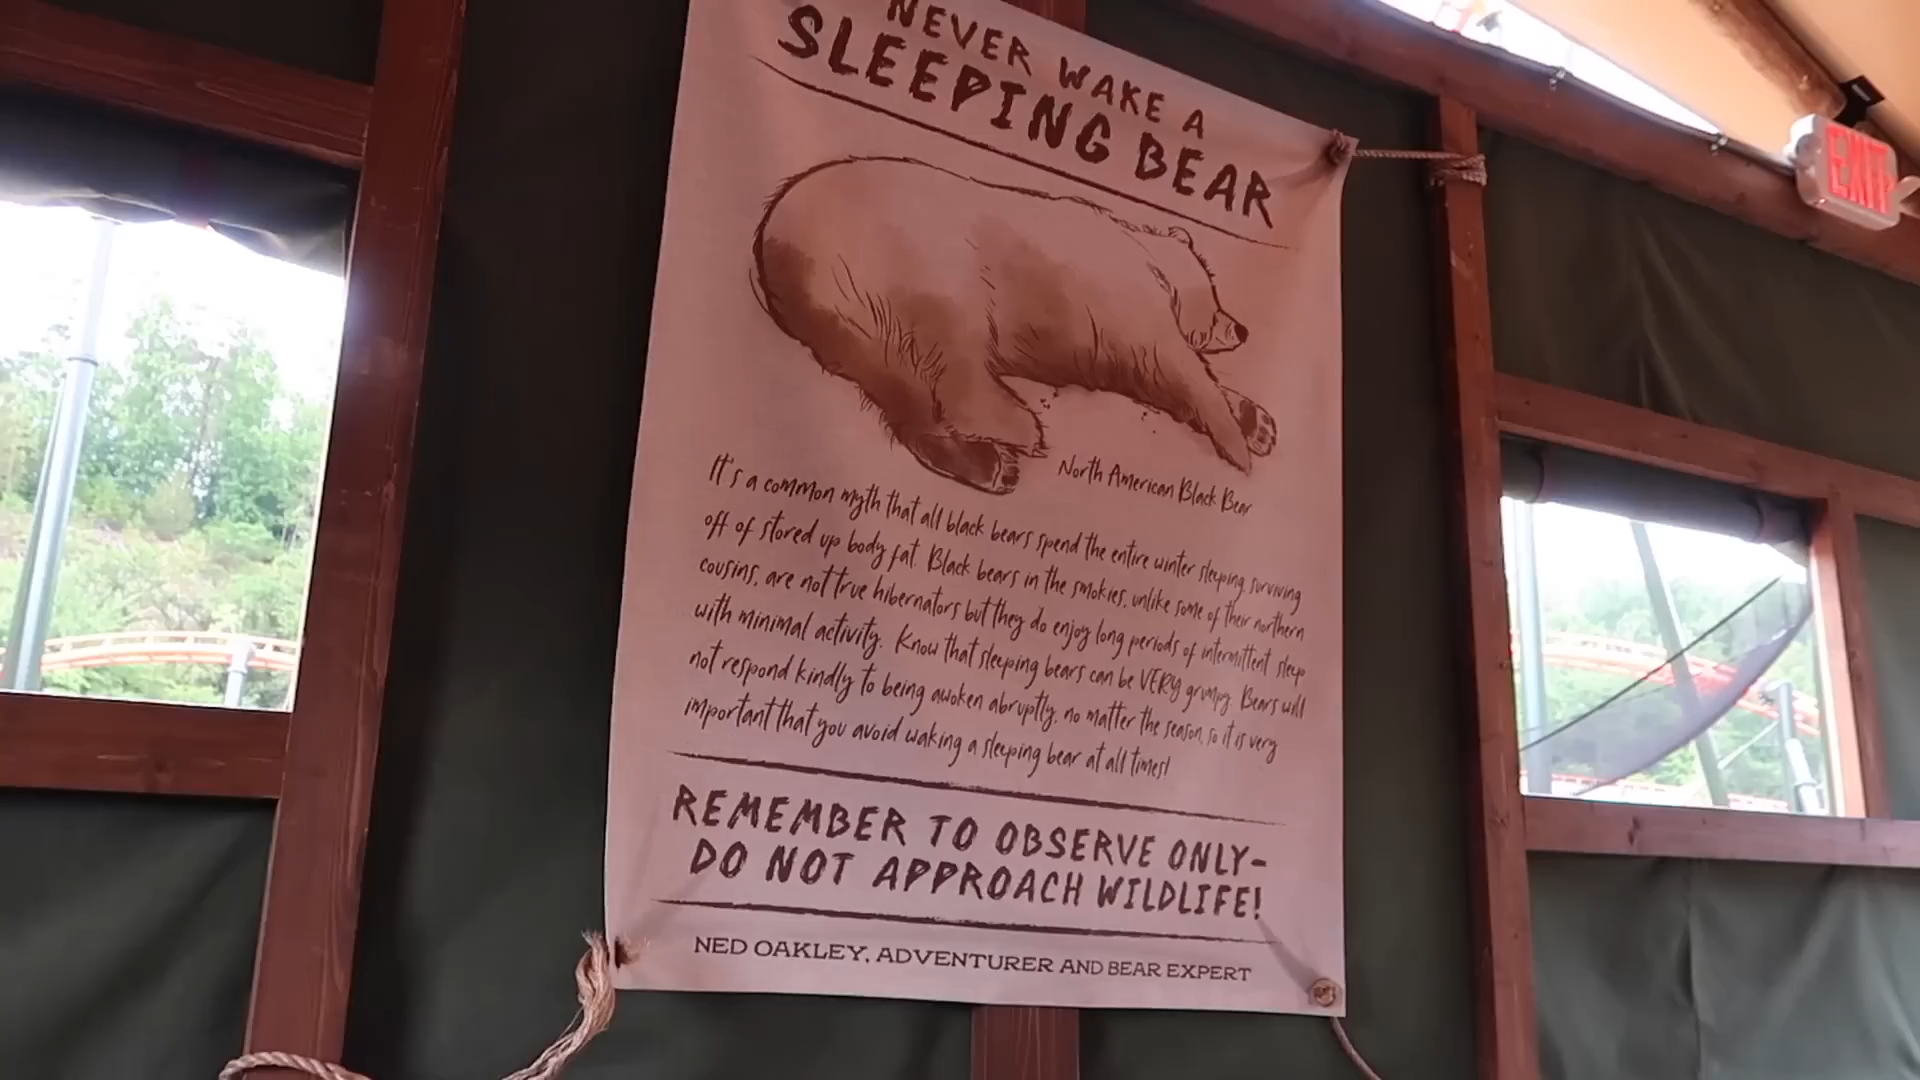 NEVER WAKE A
SLEEPING BEAR
North American Black Bear
It's a common myth that all black bears spend the entire winter sleeping, surviving
off of stored up body fat. Black bears in the smokies, unlike some of their northern
cousins, are not true hibernators but they do enjoy long periods of intermittent sleep
with minimal activity. Know that sleeping bears can be VERY grumpy. Bears will
not respond kindly to being awoken abruptly, no matter the season, so it is very
important that you avoid waking a sleeping bear at all times!
REMEMBER TO OBSERVE ONLY-
DO NOT APPROACH WILDLIFE!
NED OAKLEY, ADVENTURER AND BEAR EXPERT
EXIT